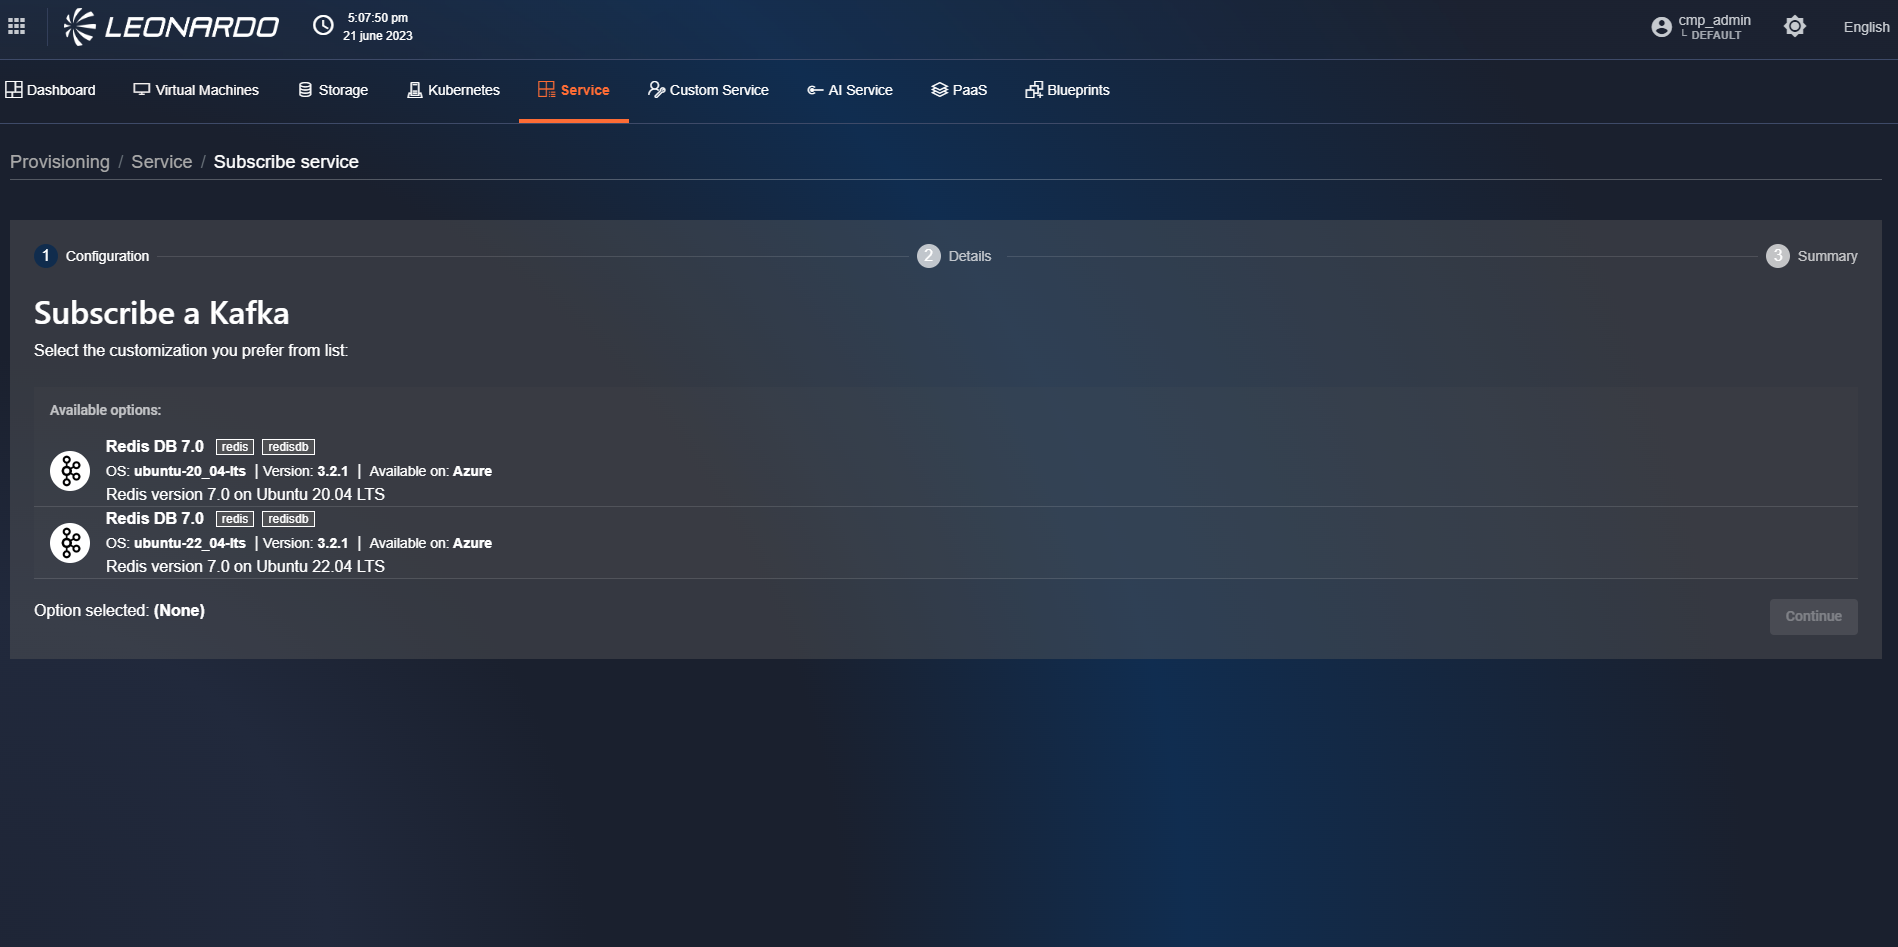 LEONARDO
5:07:50 pm
21 june 2023
cmp_admin
DEFAULT
English
Dashboard
Virtual Machines
Storage
Kubernetes
Service
Custom Service
AI Service
PaaS
Blueprints
Provisioning / Service / Subscribe service
1 Configuration
2 Details
3 Summary
Subscribe a Kafka
Select the customization you prefer from list:
Available options:
Redis DB 7.0 redis redisdb
OS: ubuntu-20_04-lts | Version: 3.2.1 | Available on: Azure
Redis version 7.0 on Ubuntu 20.04 LTS
Redis DB 7.0 redis redisdb
OS: ubuntu-22_04-lts | Version: 3.2.1 | Available on: Azure
Redis version 7.0 on Ubuntu 22.04 LTS
Option selected: (None)
Continue